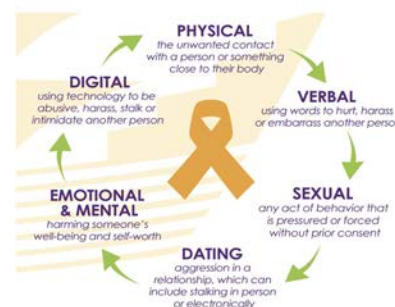 PHYSICAL
the unwanted contact
with a person or something
close to their body
VERBAL
using words to hurt, harass
or embarrass another perso
SEXUAL
any act of behavior that
is pressured or forced
without prior consent
DATING
aggression in a
relationship, which can
include stalking in person
or electronically
EMOTIONAL
& MENTAL
harming someone's
well-being and self-worth
DIGITAL
using technology to be
abusive, harass, stalk or
intimidate another person